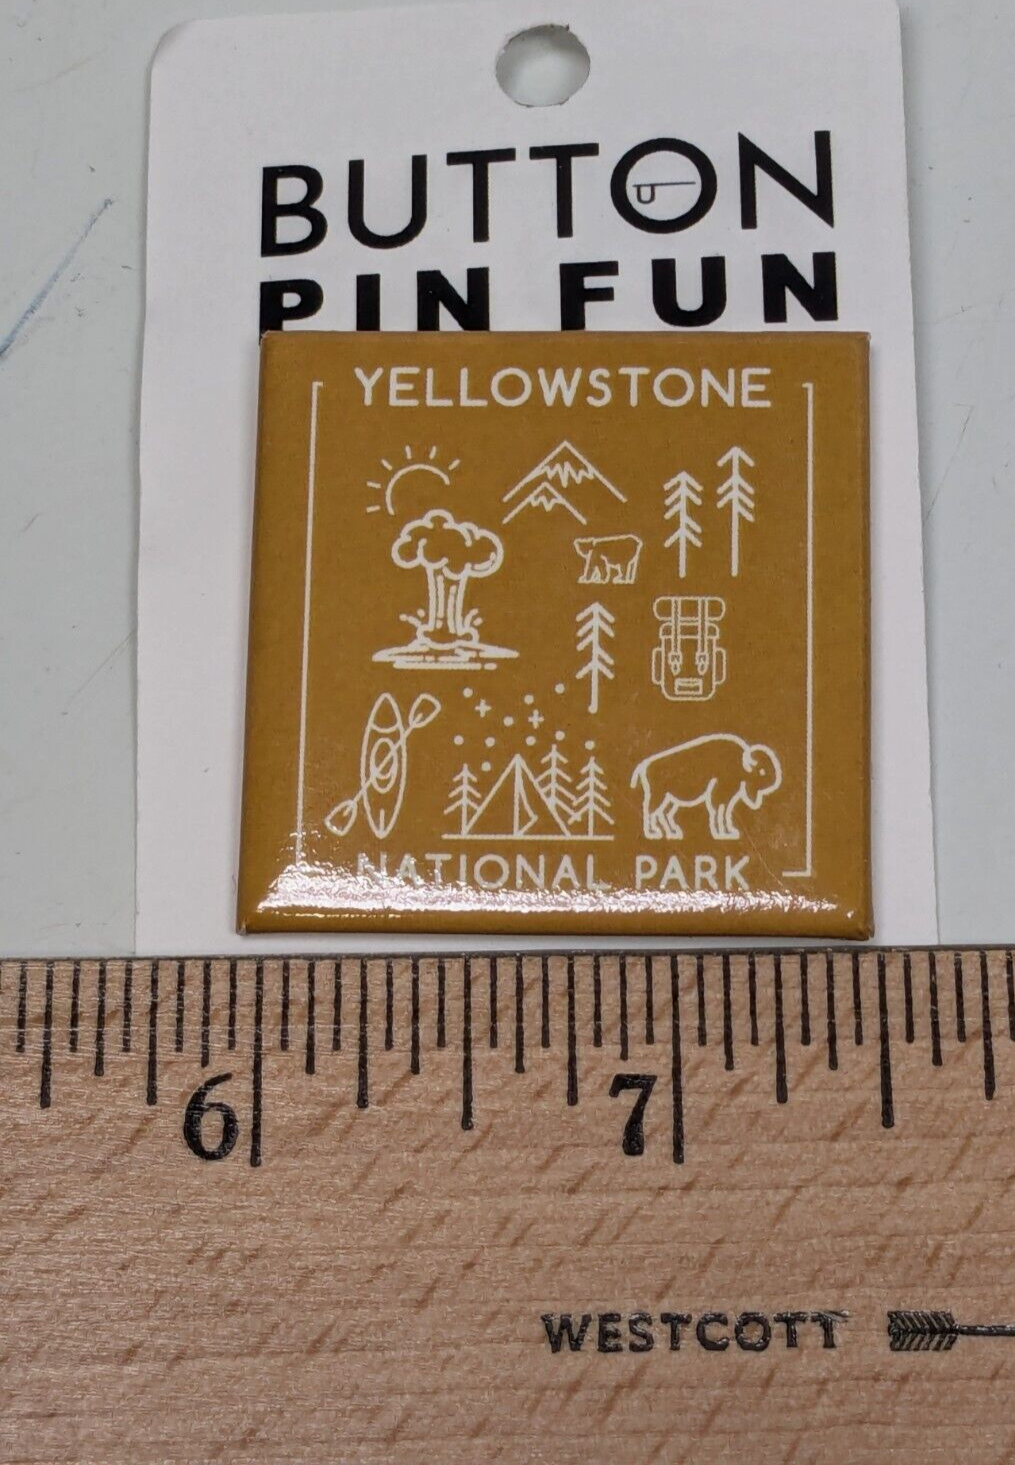 BUTTON
PIN FUN
YELLOWSTONE
NATIONAL PARK
6 7
WESTCOTT